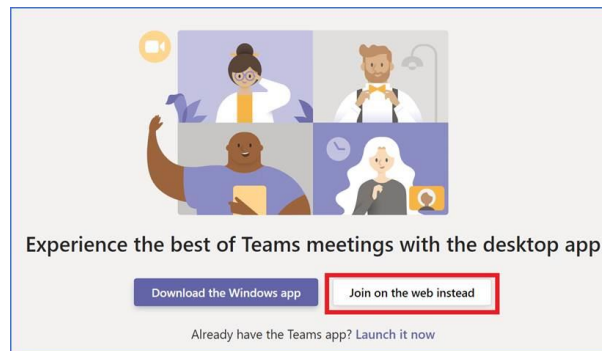 Experience the best of Teams meetings with the desktop app
Download the Windows app
Join on the web instead
Already have the Teams app? Launch it now